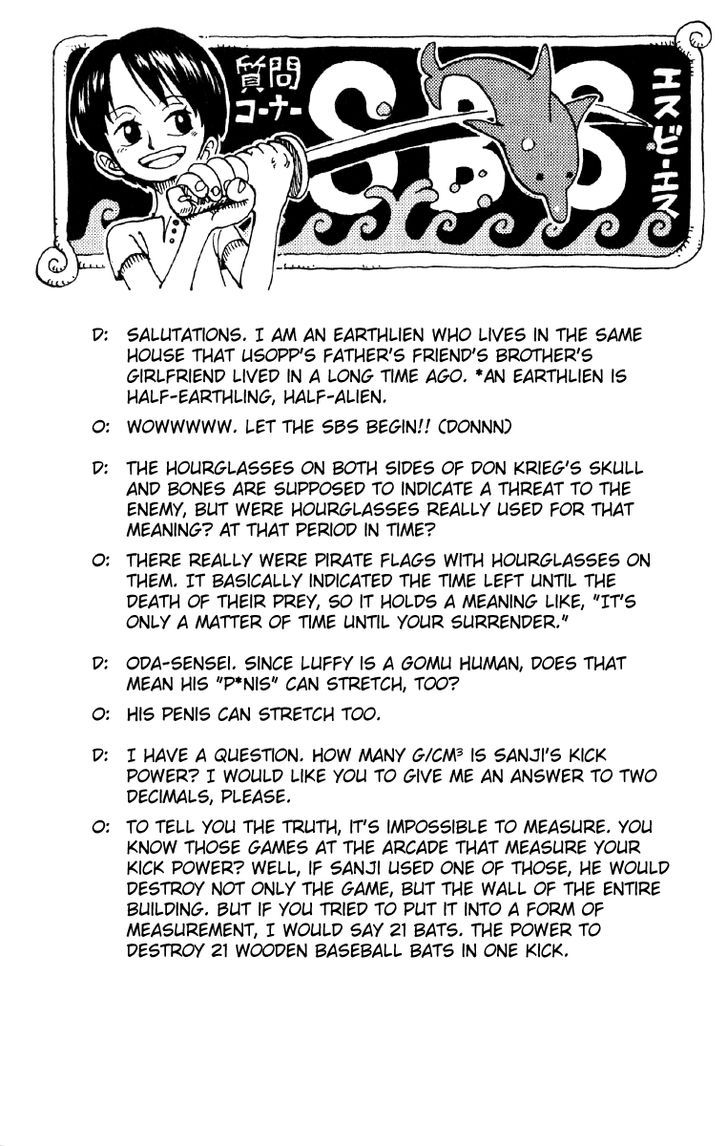 質問
コーナー
SBS
エスビーエス
D: SALUTATIONS. I AM AN EARTHLIEN WHO LIVES IN THE SAME
HOUSE THAT USOPP'S FATHER'S FRIEND'S BROTHER'S
GIRLFRIEND LIVED IN A LONG TIME AGO. *AN EARTHLIEN IS
HALF-EARTHLING, HALF-ALIEN.
O: WOWWWWW. LET THE SBS BEGIN!! (DONNN)
D: THE HOURGLASSES ON BOTH SIDES OF DON KRIEG'S SKULL
AND BONES ARE SUPPOSED TO INDICATE A THREAT TO THE
ENEMY, BUT WERE HOURGLASSES REALLY USED FOR THAT
MEANING? AT THAT PERIOD IN TIME?
O: THERE REALLY WERE PIRATE FLAGS WITH HOURGLASSES ON
THEM. IT BASICALLY INDICATED THE TIME LEFT UNTIL THE
DEATH OF THEIR PREY, SO IT HOLDS A MEANING LIKE, "IT'S
ONLY A MATTER OF TIME UNTIL YOUR SURRENDER."
D: ODA-SENSEI. SINCE LUFFY IS A GOMU HUMAN, DOES THAT
MEAN HIS "P*NIS" CAN STRETCH, TOO?
O: HIS PENIS CAN STRETCH TOO.
D: I HAVE A QUESTION. HOW MANY G/CM³ IS SANJI'S KICK
POWER? I WOULD LIKE YOU TO GIVE ME AN ANSWER TO TWO
DECIMALS, PLEASE.
O: TO TELL YOU THE TRUTH, IT'S IMPOSSIBLE TO MEASURE. YOU
KNOW THOSE GAMES AT THE ARCADE THAT MEASURE YOUR
KICK POWER? WELL, IF SANJI USED ONE OF THOSE, HE WOULD
DESTROY NOT ONLY THE GAME, BUT THE WALL OF THE ENTIRE
BUILDING. BUT IF YOU TRIED TO PUT IT INTO A FORM OF
MEASUREMENT, I WOULD SAY 21 BATS. THE POWER TO
DESTROY 21 WOODEN BASEBALL BATS IN ONE KICK.